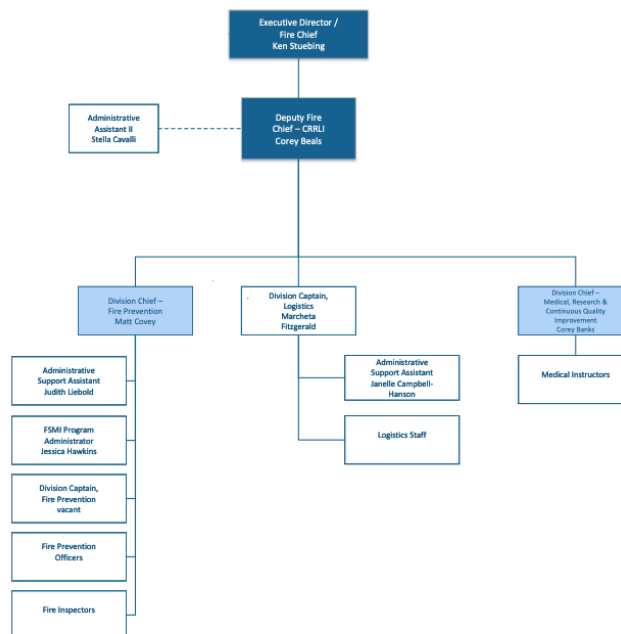 Executive Director /
Fire Chief
Ken Stuebing
Administrative
Assistant II
Stella Cavalli
Deputy Fire
Chief – CRRLI
Corey Beals
Division Chief –
Fire Prevention
Matt Covey
Division Captain,
Logistics
Marcheta
Fitzgerald
Division Chief –
Medical, Research &
Continuous Quality
Improvement
Corey Banks
Administrative
Support Assistant
Judith Liebold
Administrative
Support Assistant
Janelle Campbell-
Hanson
Medical Instructors
FSMI Program
Administrator
Jessica Hawkins
Logistics Staff
Division Captain,
Fire Prevention
vacant
Fire Prevention
Officers
Fire Inspectors